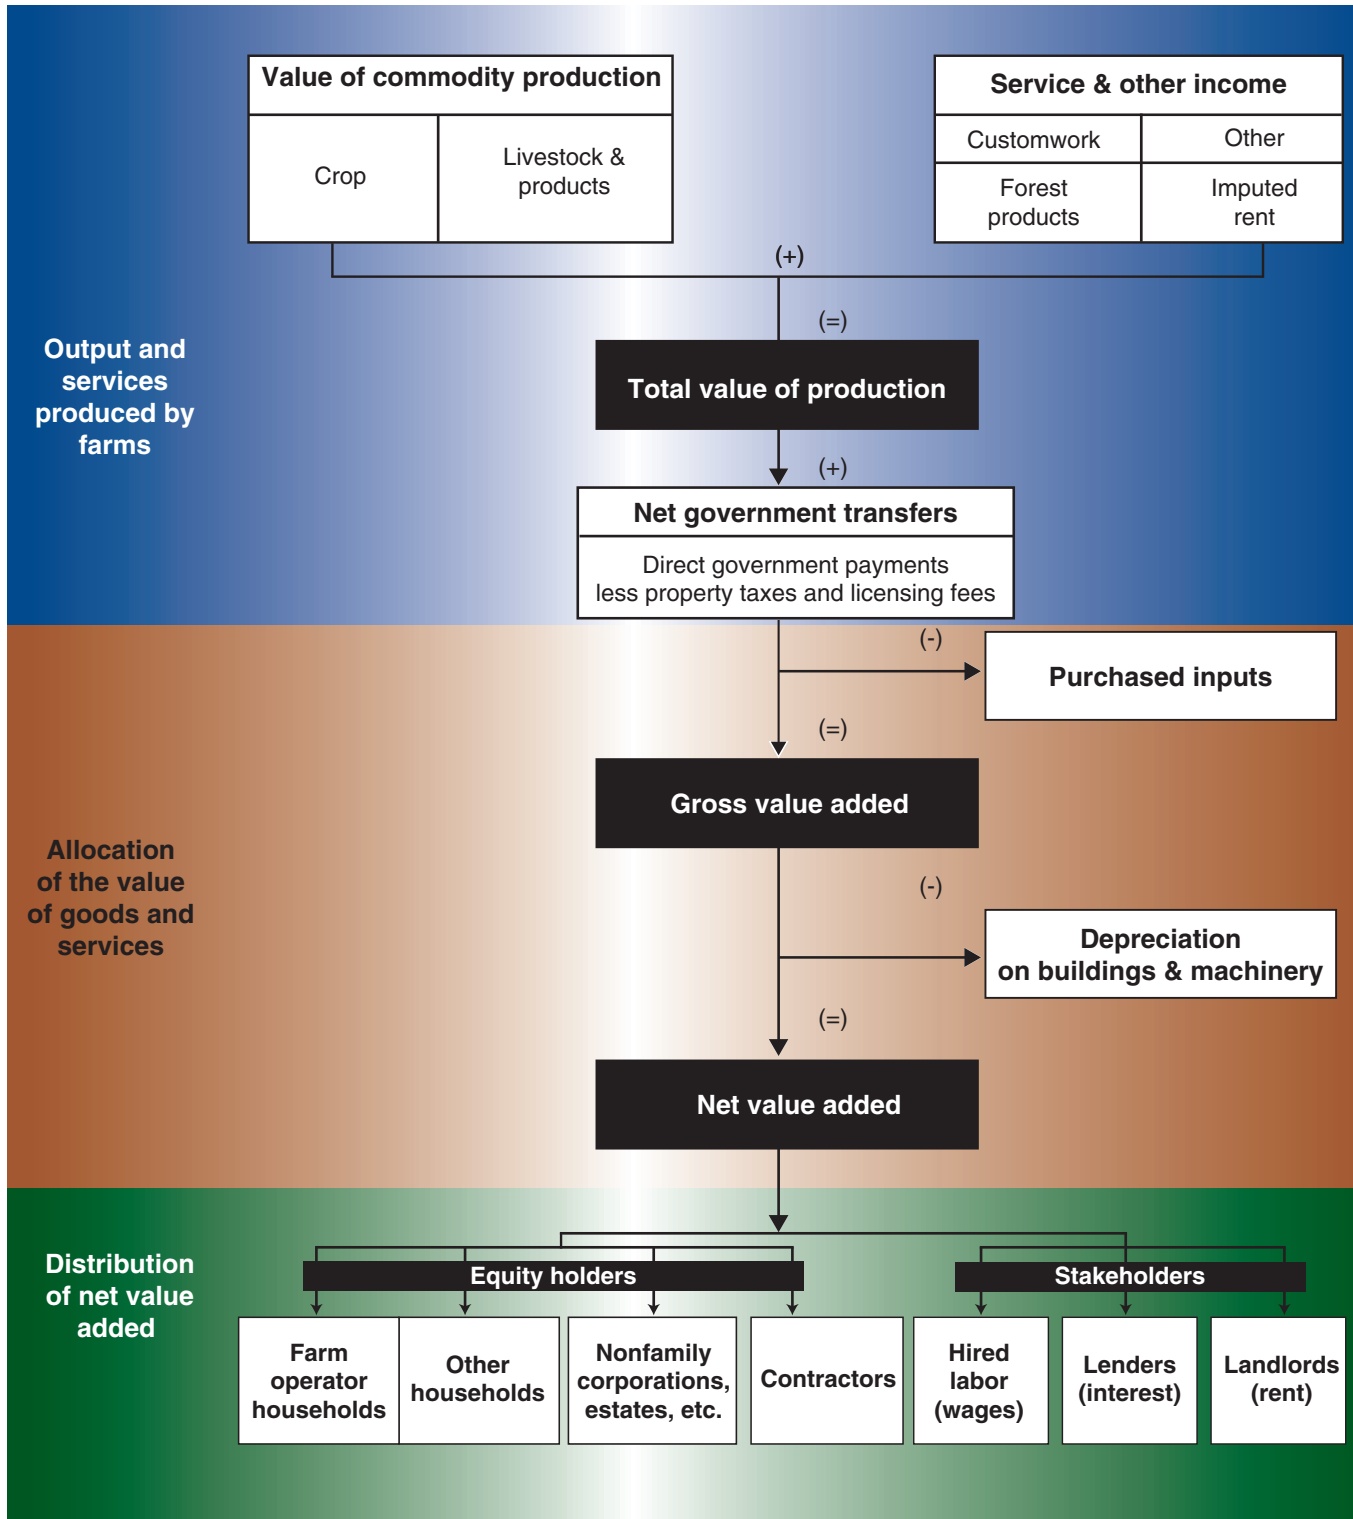 Value of commodity production
Crop
Livestock &
products
Service & other income
Customwork
Other
Forest
products
Imputed
rent
(+)
(=)
Output and
services
produced by
farms
Total value of production
(+)
Net government transfers
Direct government payments
less property taxes and licensing fees
(-)
Purchased inputs
(=)
Gross value added
Allocation
of the value
of goods and
services
(-)
Depreciation
on buildings & machinery
(=)
Net value added
Distribution
of net value
added
Equity holders
Stakeholders
Farm
operator
households
Other
households
Nonfamily
corporations,
estates, etc.
Contractors
Hired
labor
(wages)
Lenders
(interest)
Landlords
(rent)